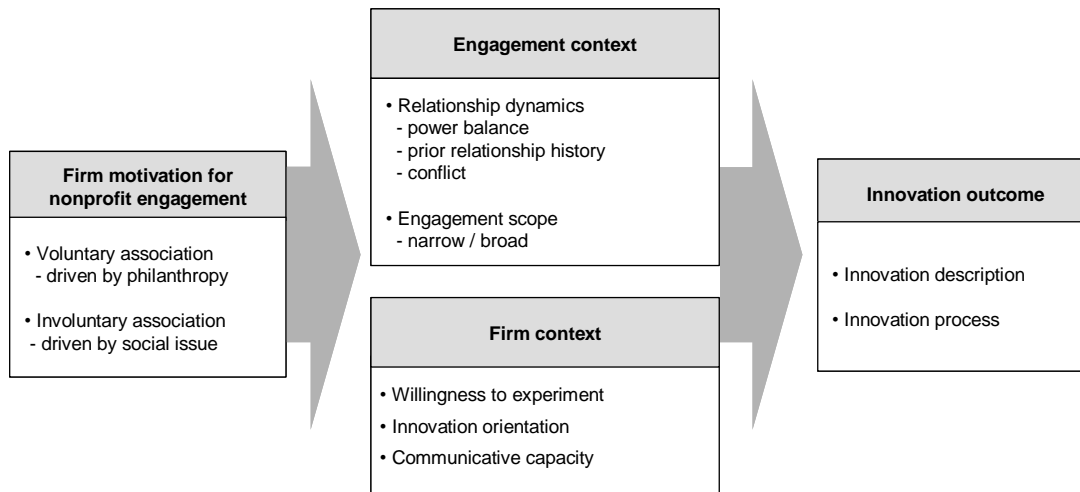 Firm motivation for
nonprofit engagement
• Voluntary association
- driven by philanthropy
• Involuntary association
- driven by social issue
Engagement context
• Relationship dynamics
- power balance
- prior relationship history
- conflict
• Engagement scope
- narrow / broad
Firm context
• Willingness to experiment
• Innovation orientation
• Communicative capacity
Innovation outcome
• Innovation description
• Innovation process